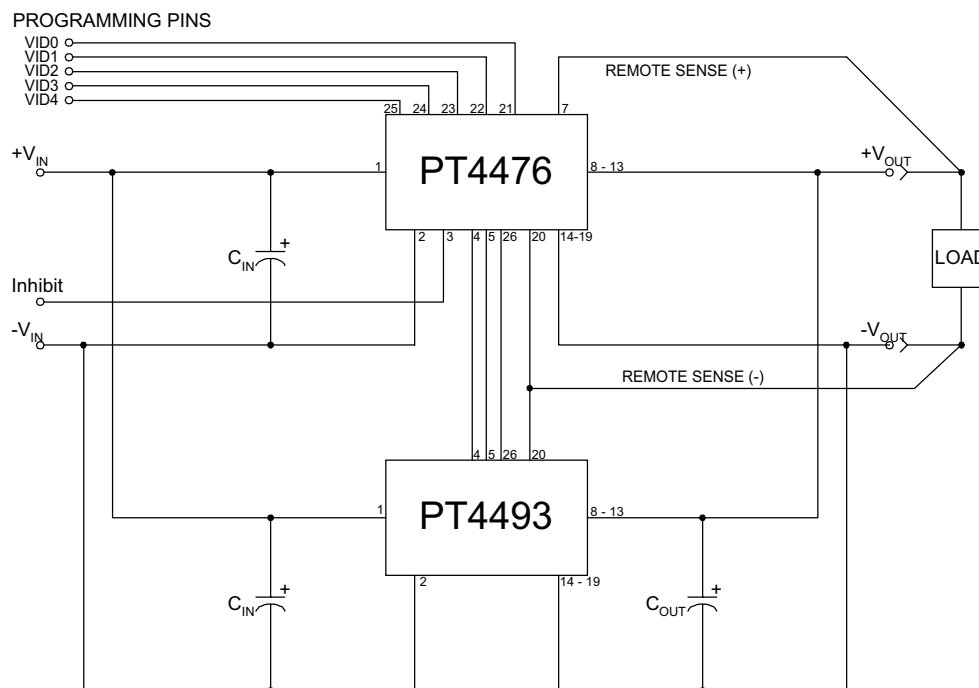 PROGRAMMING PINS
VID0
VID1
VID2
VID3
VID4
REMOTE SENSE (+)
25 24 23 22 21 7
+VIN
1
PT4476
8 - 13
+VOUT
2 3 4 5 26 20 14-19
CIN
+
LOAD
Inhibit
-VIN
-VOUT
REMOTE SENSE (-)
4 5 26 20
1
PT4493
8 - 13
2
14 - 19
CIN
+
COUT
+